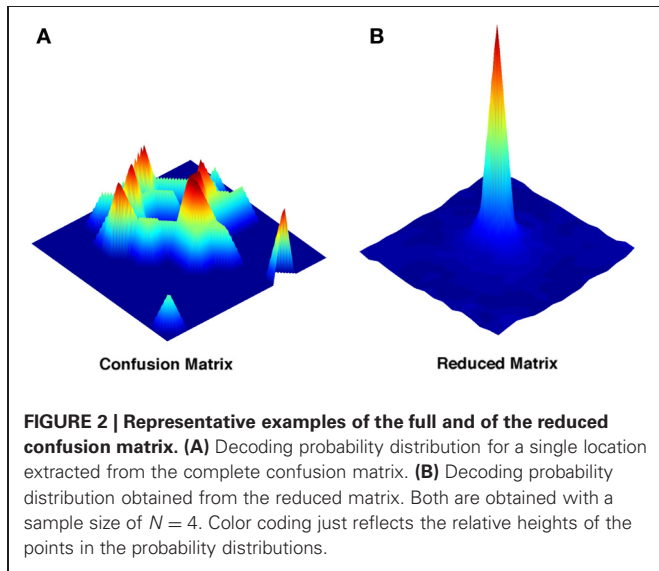 A
B
Confusion Matrix
Reduced Matrix
FIGURE 2 | Representative examples of the full and of the reduced
confusion matrix. (A) Decoding probability distribution for a single location
extracted from the complete confusion matrix. (B) Decoding probability
distribution obtained from the reduced matrix. Both are obtained with a
sample size of N = 4. Color coding just reflects the relative heights of the
points in the probability distributions.